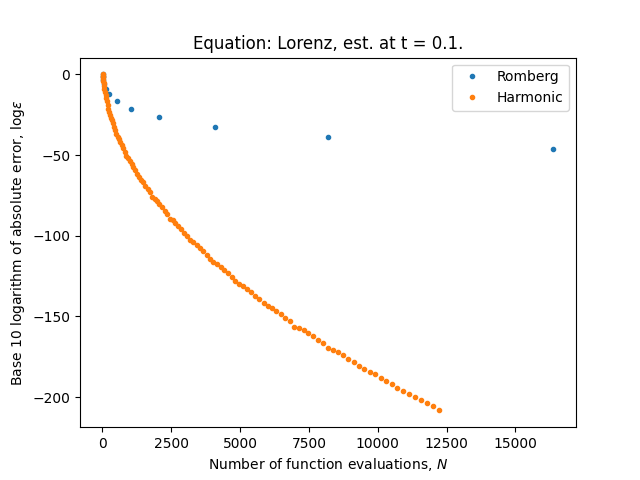 Equation: Lorenz, est. at t = 0.1.
Romberg
Harmonic
0
−50
−100
−150
−200
Base 10 logarithm of absolute error, logε
0
2500
5000
7500
10000
12500
15000
Number of function evaluations, N